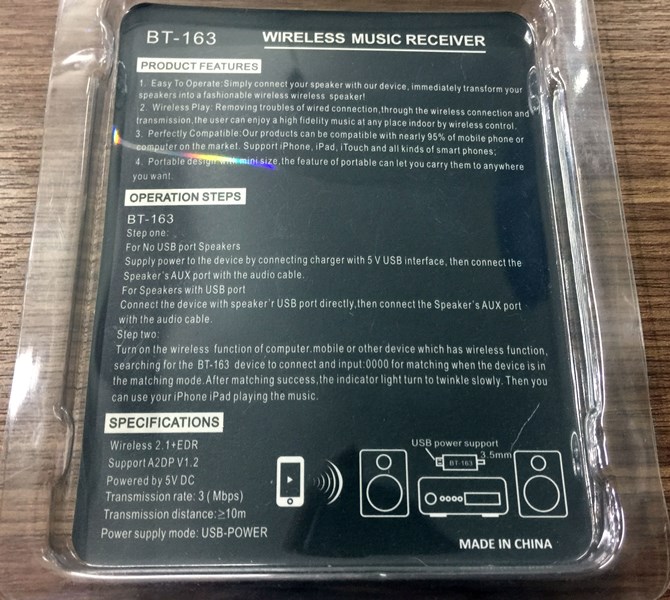 BT-163 WIRELESS MUSIC RECEIVER
PRODUCT FEATURES
1. Easy To Operate:Simply connect your speaker with our device, immediately transform your
speakers into a fashionable wireless wireless speaker!
2. Wireless Play: Removing troubles of wired connection,through the wireless connection and
transmission,the user can enjoy a high fidelity music at any place indoor by wireless control.
3. Perfectly Compatible:Our products can be compatible with nearly 95% of mobile phone or
computer on the market. Support iPhone, iPad, iTouch and all kinds of smart phones;
4. Portable design with mini size,the feature of portable can let you carry them to anywhere
you want.
OPERATION STEPS
BT-163
Step one:
For No USB port Speakers
Supply power to the device by connecting charger with 5 V USB interface, then connect the
Speaker's AUX port with the audio cable.
For Speakers with USB port
Connect the device with speaker'r USB port directly,then connect the Speaker's AUX port
with the audio cable.
Step two:
Turn on the wireless function of computer.mobile or other device which has wireless function,
searching for the BT-163 device to connect and input:0000 for matching when the device in
the matching mode.After matching success,the indicator light turn to twinkle slowly. Then you
can use your iPhone iPad playing the music.
SPECIFICATIONS
Wireless 2.1+EDR
Support A2DP V1.2
Powered by 5V DC
Transmission rate: 3 ( Mbps)
Transmission distance:≥10m
Power supply mode: USB-POWER
USB power support
3.5mm
BT-163
MADE IN CHINA